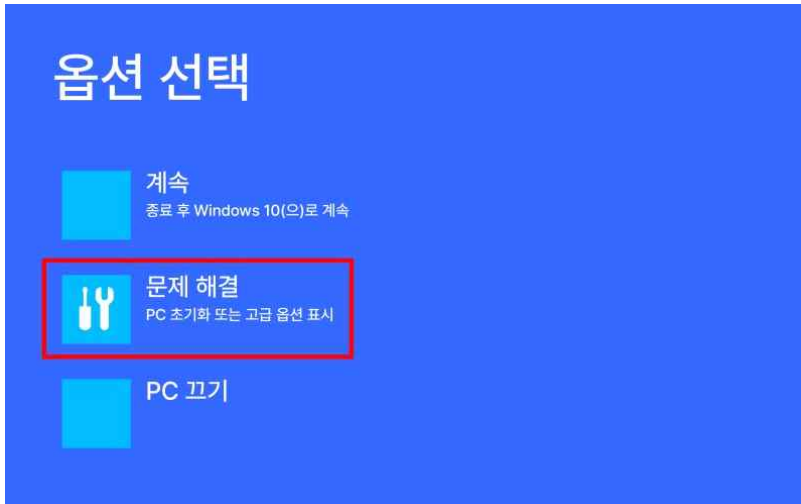 옵션 선택
계속
종료 후 Windows 10(으)로 계속
문제 해결
PC 초기화 또는 고급 옵션 표시
PC 끄기